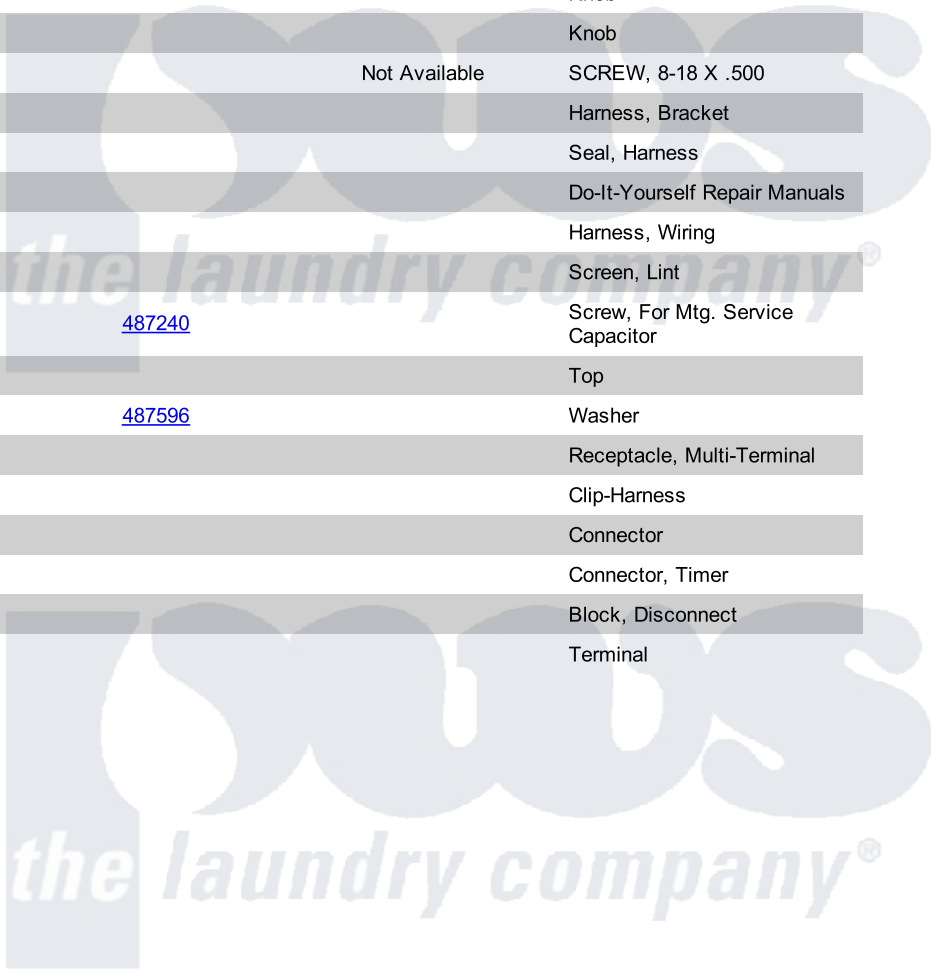 Knob
Not Available SCREW, 8-18 X .500
Harness, Bracket
Seal, Harness
Do-It-Yourself Repair Manuals
Harness, Wiring
the laundry company®
Screen, Lint
487240 Screw, For Mtg. Service
Capacitor
Top
487596 Washer
Receptacle, Multi-Terminal
Clip-Harness
Connector
Connector, Timer
Block, Disconnect
Terminal
pws
the laundry company®